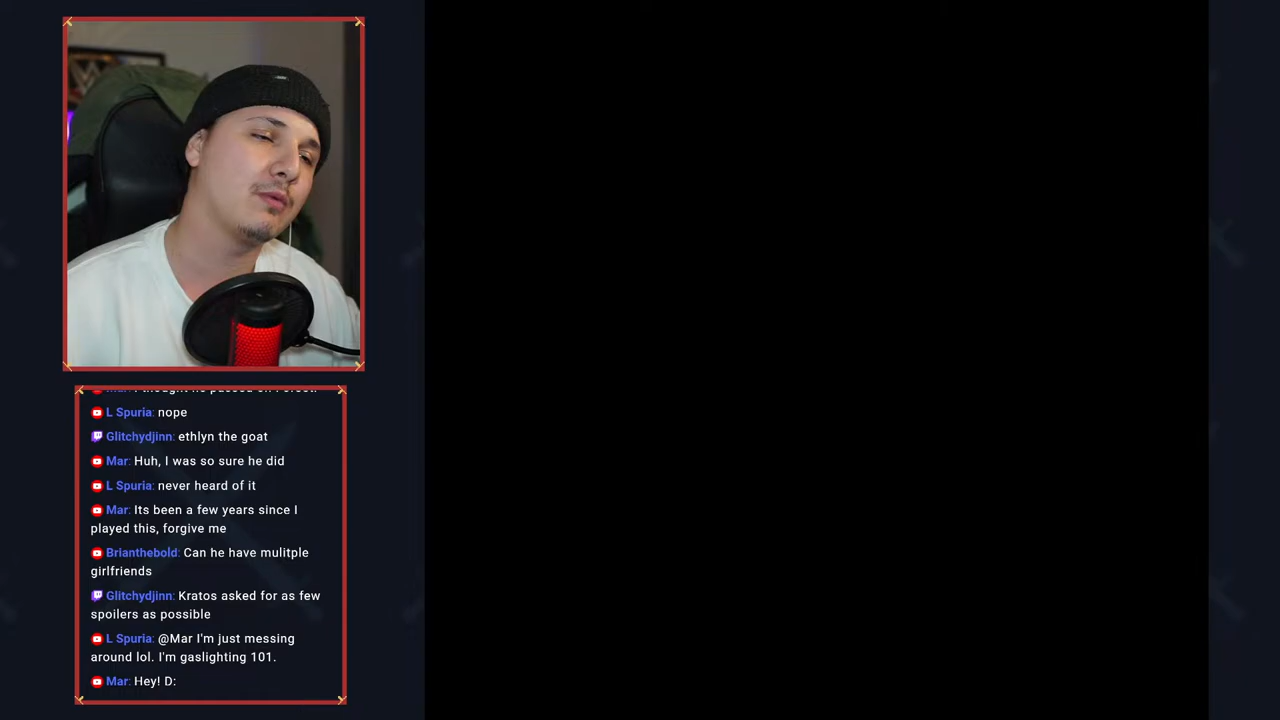 L Spuria: nope
Glitchydjinn: ethlyn the goat
Mar: Huh, I was so sure he did
L Spuria: never heard of it
Mar: Its been a few years since I
played this, forgive me
Brianthebold: Can he have mulitple
girlfriends
Glitchydjinn: Kratos asked for as few
spoilers as possible
L Spuria: @Mar I'm just messing
around lol. I'm gaslighting 101.
Mar: Hey! D: